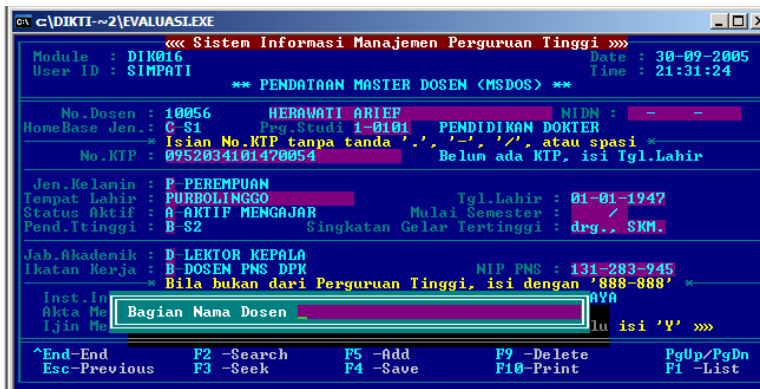 c:\DIKTI-~2\EVALUASI.EXE
««« Sistem Informasi Manajemen Perguruan Tinggi »»»
Module : DIK016 Date : 30-09-2005
User ID : SIMPATI Time : 21:31:24
** PENDATAAN MASTER DOSEN (MSDOS) **
No.Dosen : 10056 HERAWATI ARIEF NIDN : - -
HomeBase Jen.: C-S1 Prg.Studi 1-0101 PENDIDIKAN DOKTER
* Isian No.KTP tanpa tanda '.', '-', '/', atau spasi *
No.KTP : 0952034101470054 Belum ada KTP, isi Tgl.Lahir
Jen.Kelamin : P-PEREMPUAN
Tempat Lahir : PURBOLINGGO Tgl.Lahir : 01-01-1947
Status Aktif : A-AKTIF MENGAJAR Mulai Semester : /
Pend.Ttinggi : B-S2 Singkatan Gelar Tertinggi : drg., SKM.
Jab.Akademik : D-LEKTOR KEPALA
Ikatan Kerja : B-DOSEN PNS DPK NIP PNS : 131-283-945
* Bila bukan dari Perguruan Tinggi, isi dengan '888-888' *
Inst.In AYA
Akta Me
Bagian Nama Dosen _
Ijin Me lu isi 'Y' »»»
^End-End F2 -Search F5 -Add F9 -Delete PgUp/PgDn
Esc-Previous F3 -Seek F4 -Save F10-Print F1 -List